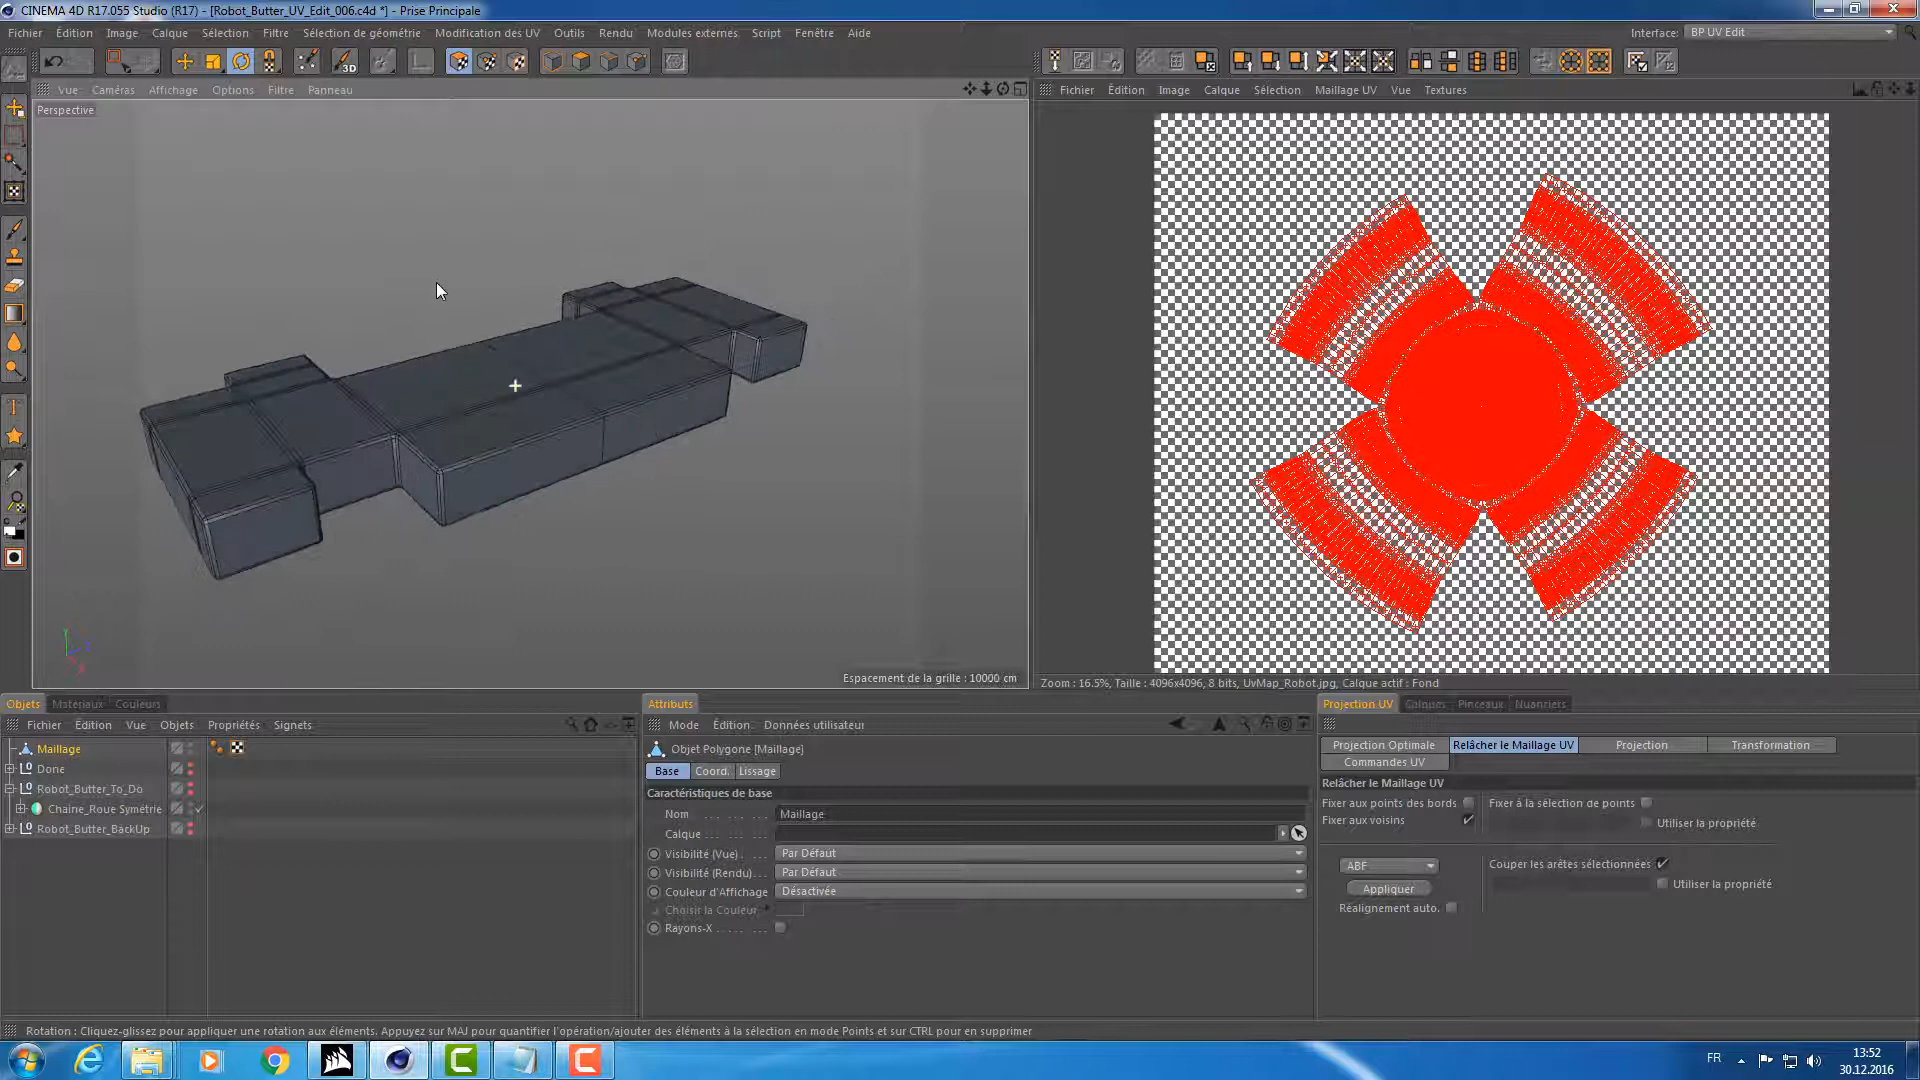 CINEMA 4D R17.055 Studio (R17) - [Robot_Butter_UV_Edit_006.c4d *] - Prise Principale
Fichier Édition Image Calque Sélection Filtre Sélection de géométrie Modification des UV Outils Rendu Modules externes Script Fenêtre Aide
Interface: BP UV Edit
3D
Vue Caméras Affichage Options Filtre Panneau
Fichier Édition Image Calque Sélection Maillage UV Vue Textures
Perspective
Espacement de la grille : 10000 cm
Zoom : 16.5%, Taille : 4096x4096, 8 bits, UvMap_Robot.jpg, Calque actif : Fond
Objets Matériaux Couleurs
Fichier Édition Vue Objets Propriétés Signets
Maillage
Done
Robot_Butter_To_Do
Chaine_Roue Symétrie
Robot_Butter_BackUp
Attributs
Mode Édition Données utilisateur
Objet Polygone [Maillage]
Base Coord. Lissage
Caractéristiques de base
Nom Maillage
Calque
Visibilité (Vue) Par Défaut
Visibilité (Rendu) Par Défaut
Couleur d'Affichage Désactivée
Choisir la Couleur
Rayons-X
Projection UV Calques Pinceaux Nuanciers
Projection Optimale Relâcher le Maillage UV Projection Transformation
Commandes UV
Relâcher le Maillage UV
Fixer aux points des bords Fixer à la sélection de points
Fixer aux voisins Utiliser la propriété
ABF Couper les arêtes sélectionnées
Appliquer Utiliser la propriété
Réalignement auto.
Rotation : Cliquez-glissez pour appliquer une rotation aux éléments. Appuyez sur MAJ pour quantifier l'opération/ajouter des éléments à la sélection en mode Points et sur CTRL pour en supprimer
FR
13:52
30.12.2016